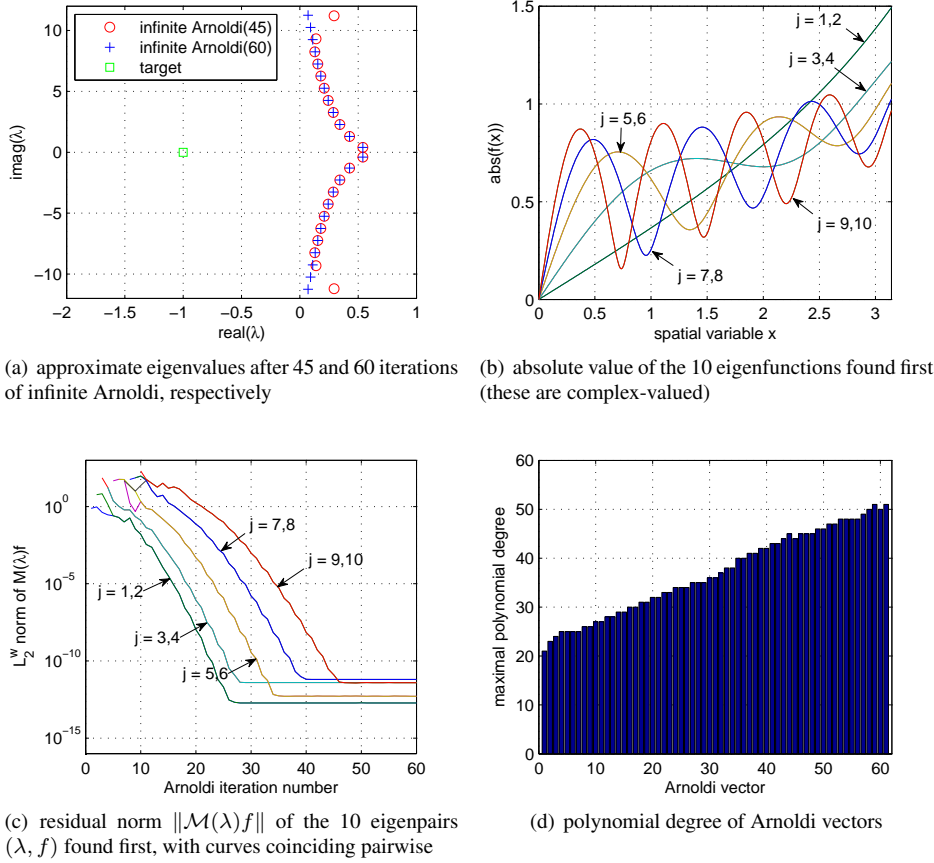 infinite Arnoldi(45)
infinite Arnoldi(60)
target
10
5
0
−5
−10
imag(λ)
−2
−1.5
−1
−0.5
0
0.5
1
real(λ)
(a) approximate eigenvalues after 45 and 60 iterations
of infinite Arnoldi, respectively
1.5
1
0.5
0
abs(f(x))
j = 1,2
j = 3,4
j = 5,6
j = 9,10
j = 7,8
0
0.5
1
1.5
2
2.5
3
spatial variable x
(b) absolute value of the 10 eigenfunctions found first
(these are complex-valued)
10^0
10^−5
10^−10
10^−15
L_2^w norm of M(λ)f
j = 7,8
j = 9,10
j = 1,2
j = 3,4
j = 5,6
0
10
20
30
40
50
60
Arnoldi iteration number
(c) residual norm ‖M(λ)f‖ of the 10 eigenpairs
(λ, f) found first, with curves coinciding pairwise
60
50
40
30
20
10
0
maximal polynomial degree
0
10
20
30
40
50
60
Arnoldi vector
(d) polynomial degree of Arnoldi vectors